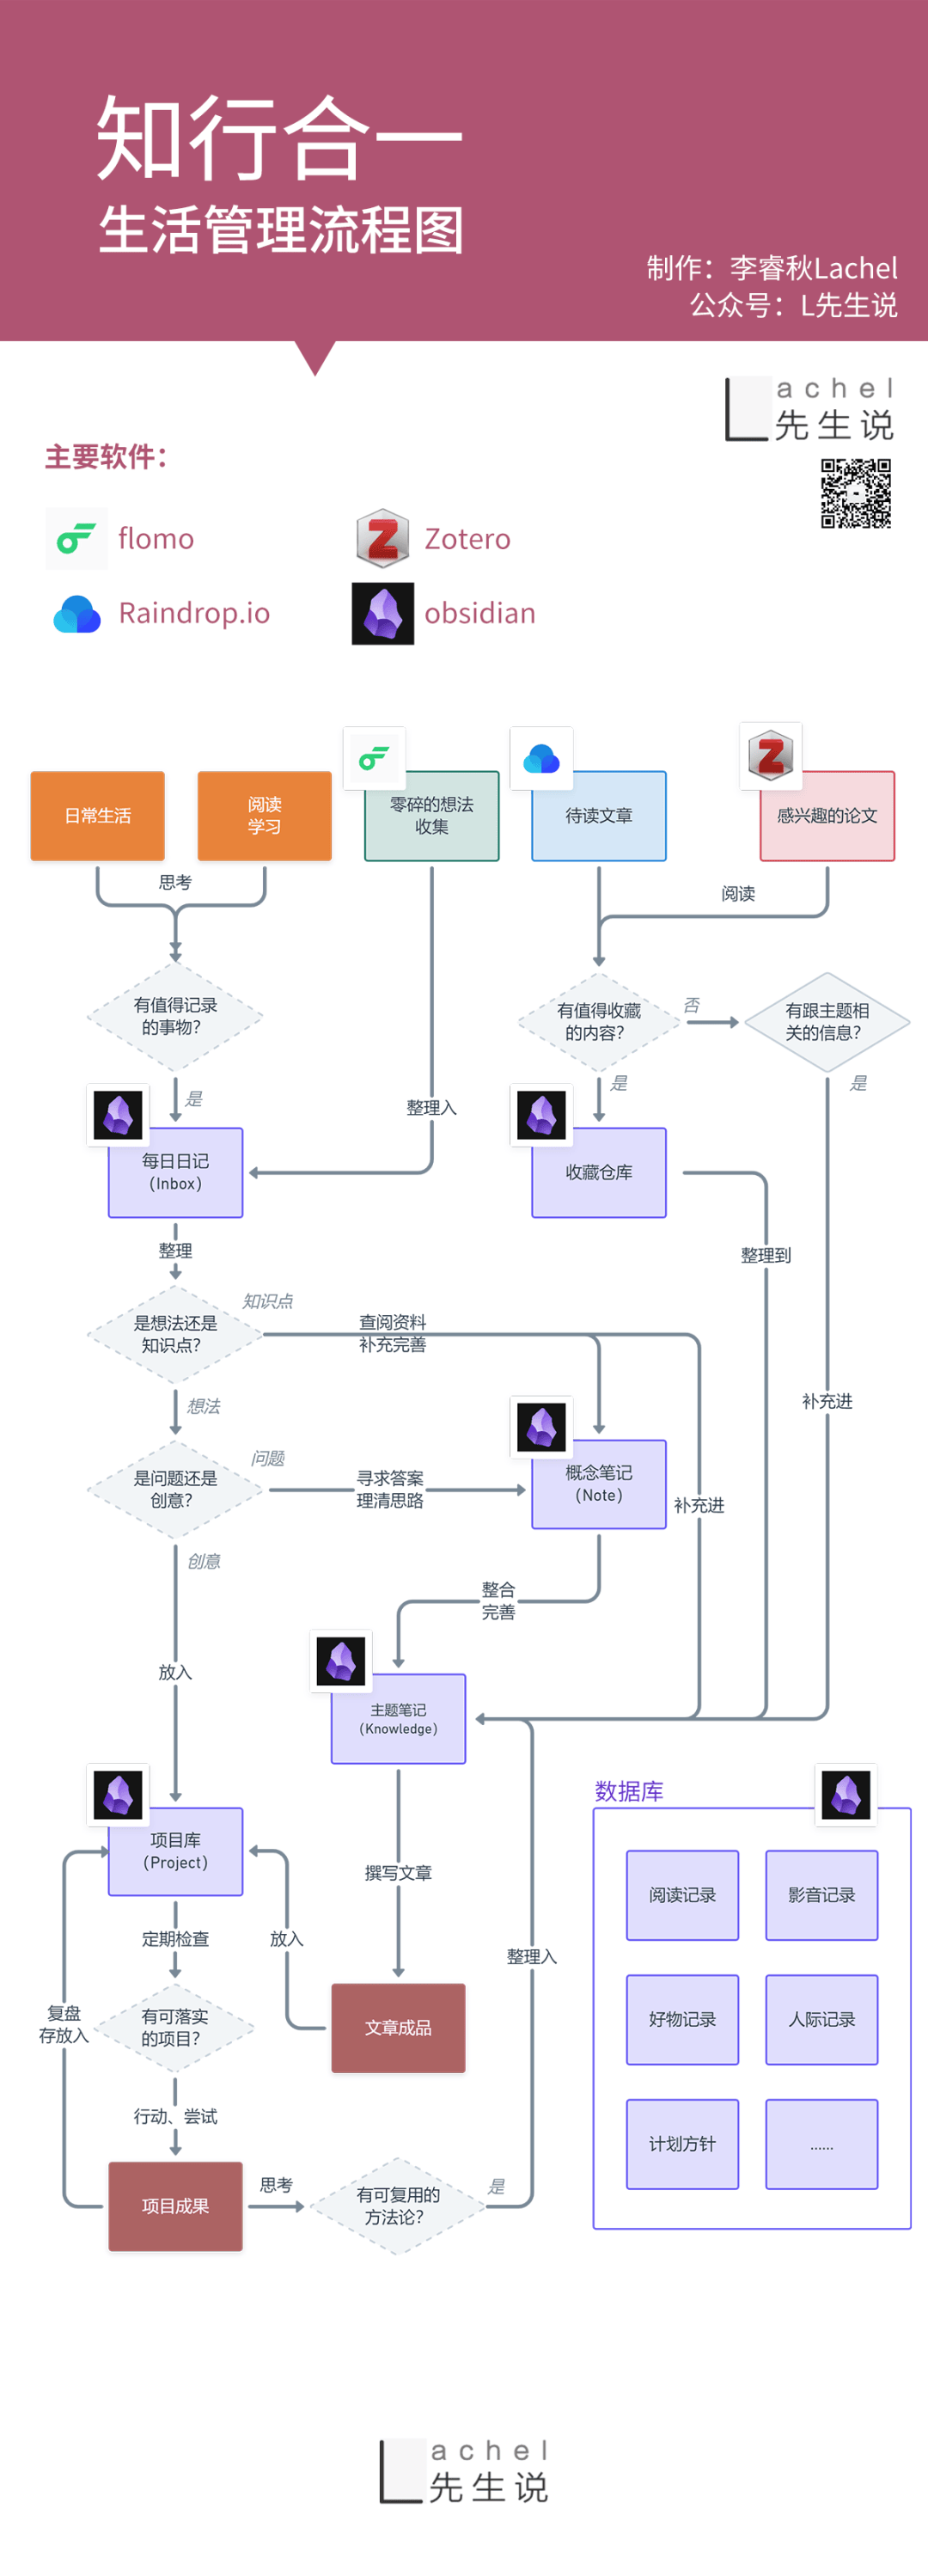 知行合一
生活管理流程图
制作：李睿秋Lachel
公众号：L先生说
Lachel
先生说
主要软件：
flomo
Zotero
Raindrop.io
obsidian
日常生活
阅读
学习
零碎的想法
收集
待读文章
感兴趣的论文
思考
阅读
有值得记录
的事物？
有值得收藏
的内容？
否
有跟主题相
关的信息？
是
是
是
整理入
每日日记
（Inbox）
收藏仓库
整理
整理到
知识点
是想法还是
知识点？
查阅资料
补充完善
想法
补充进
问题
是问题还是
创意？
寻求答案
理清思路
概念笔记
（Note）
补充进
创意
整合
完善
放入
主题笔记
（Knowledge）
数据库
项目库
（Project）
撰写文章
阅读记录
影音记录
定期检查
放入
整理入
复盘
存放入
有可落实
的项目？
文章成品
好物记录
人际记录
行动、尝试
计划方针
......
项目成果
思考
有可复用的
方法论？
是
Lachel
先生说